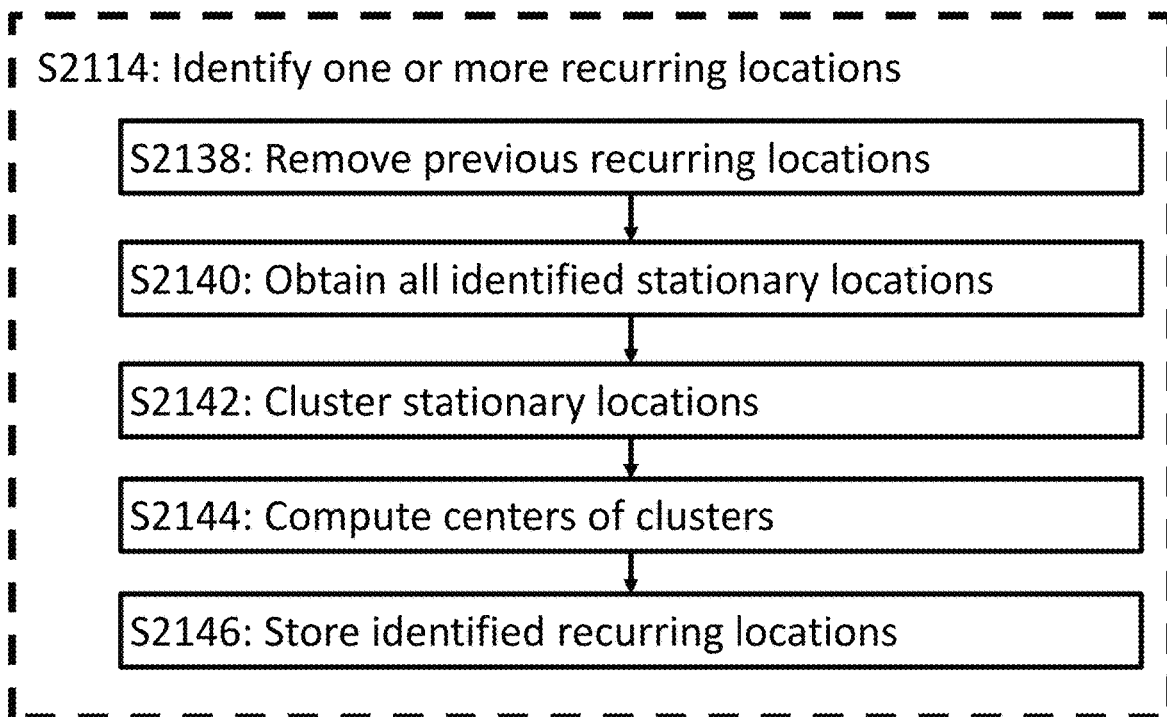 S2114: Identify one or more recurring locations
S2138: Remove previous recurring locations
S2140: Obtain all identified stationary locations
S2142: Cluster stationary locations
S2144: Compute centers of clusters
S2146: Store identified recurring locations